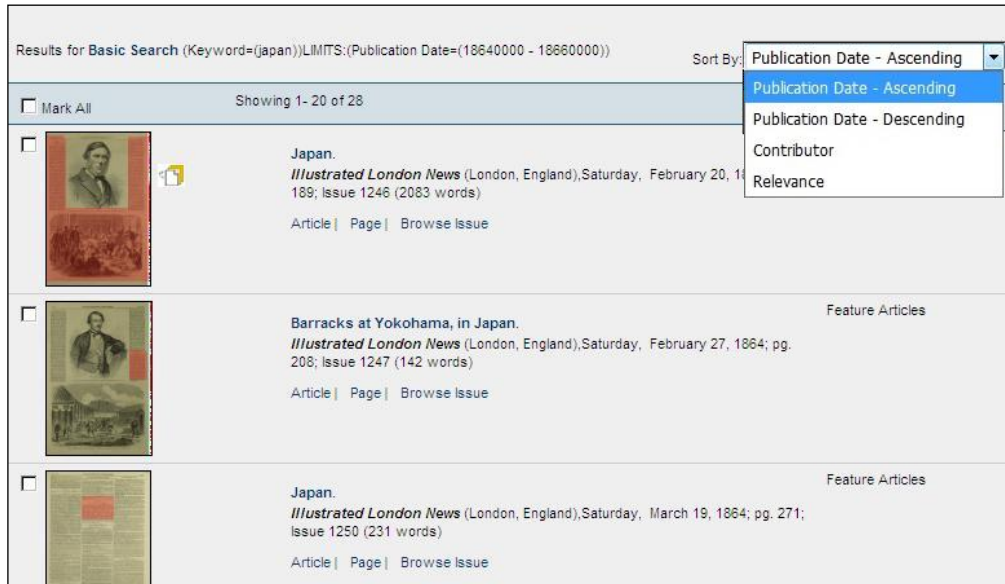 Results for Basic Search (Keyword=(japan))LIMITS:(Publication Date=(18640000 - 18660000))
Sort By: Publication Date - Ascending
Publication Date - Ascending
Publication Date - Descending
Contributor
Relevance
Mark All
Showing 1- 20 of 28
Japan.
Illustrated London News (London, England),Saturday, February 20,
189; Issue 1246 (2083 words)
Article | Page | Browse Issue
Feature Articles
Barracks at Yokohama, in Japan.
Illustrated London News (London, England),Saturday, February 27, 1864; pg.
208; Issue 1247 (142 words)
Article | Page | Browse Issue
Feature Articles
Japan.
Illustrated London News (London, England),Saturday, March 19, 1864; pg. 271;
Issue 1250 (231 words)
Article | Page | Browse Issue